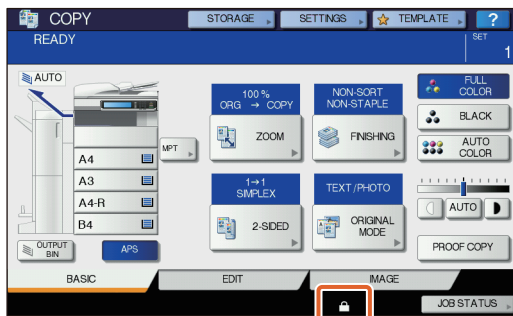 COPY
STORAGE
SETTINGS
TEMPLATE
?
READY
SET
1
AUTO
A4
A3
A4-R
B4
MPT
OUTPUT
BIN
APS
100 %
ORG → COPY
ZOOM
NON-SORT
NON-STAPLE
FINISHING
1→1
SIMPLEX
2-SIDED
TEXT/PHOTO
ORIGINAL
MODE
FULL
COLOR
BLACK
AUTO
COLOR
AUTO
PROOF COPY
BASIC
EDIT
IMAGE
JOB STATUS